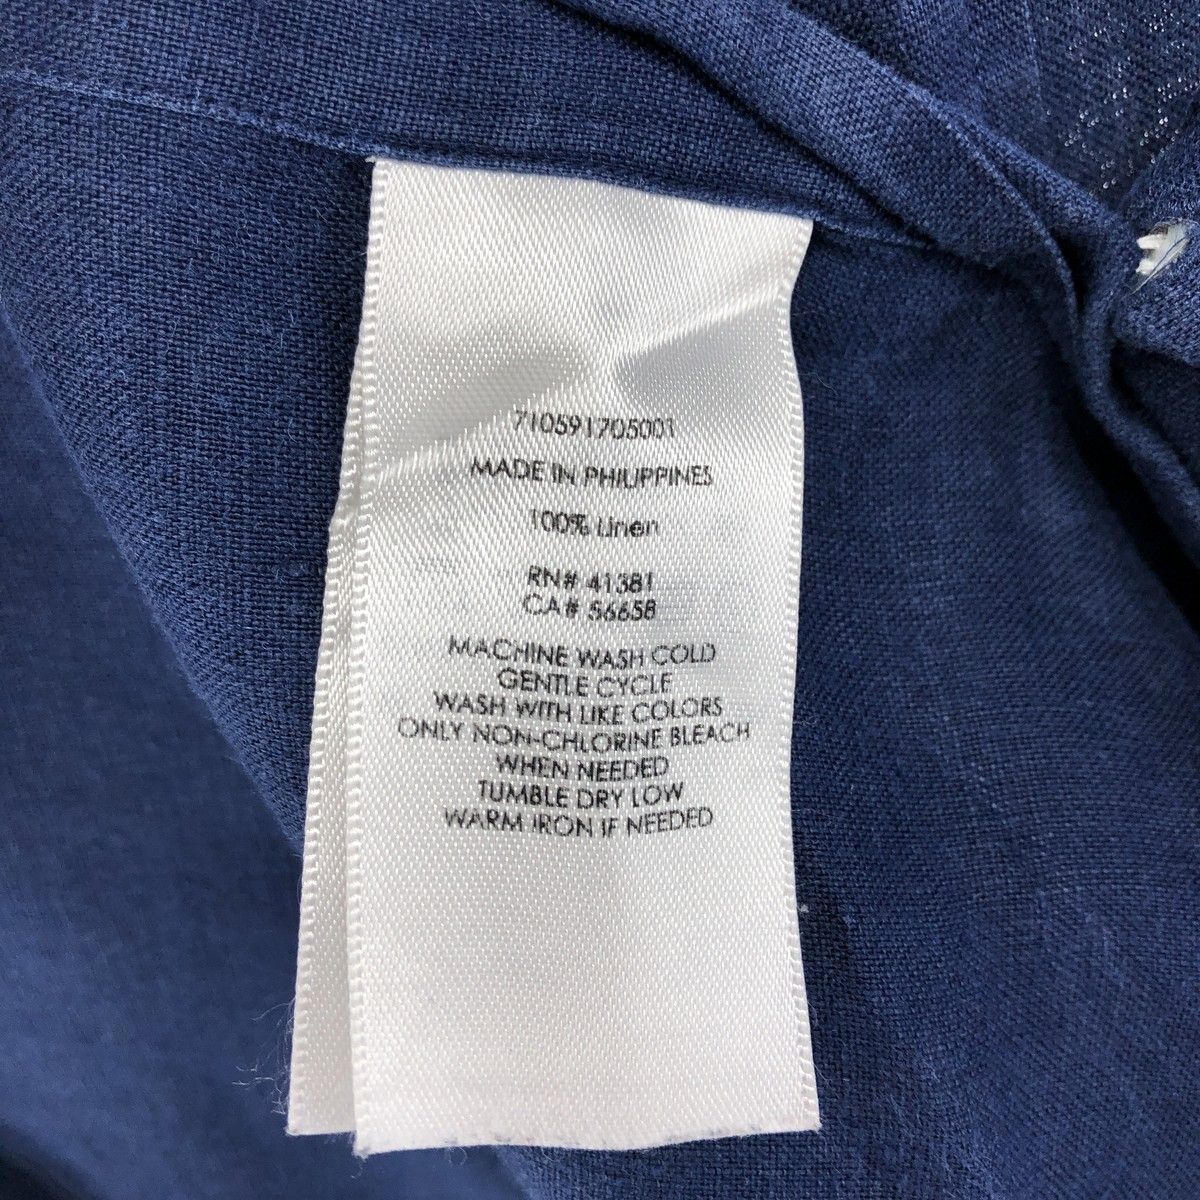 710591705001
MADE IN PHILIPPINES
100% Linen
RN# 41381
CA# 56658
MACHINE WASH COLD
GENTLE CYCLE
WASH WITH LIKE COLORS
ONLY NON-CHLORINE BLEACH
WHEN NEEDED
TUMBLE DRY LOW
WARM IRON IF NEEDED